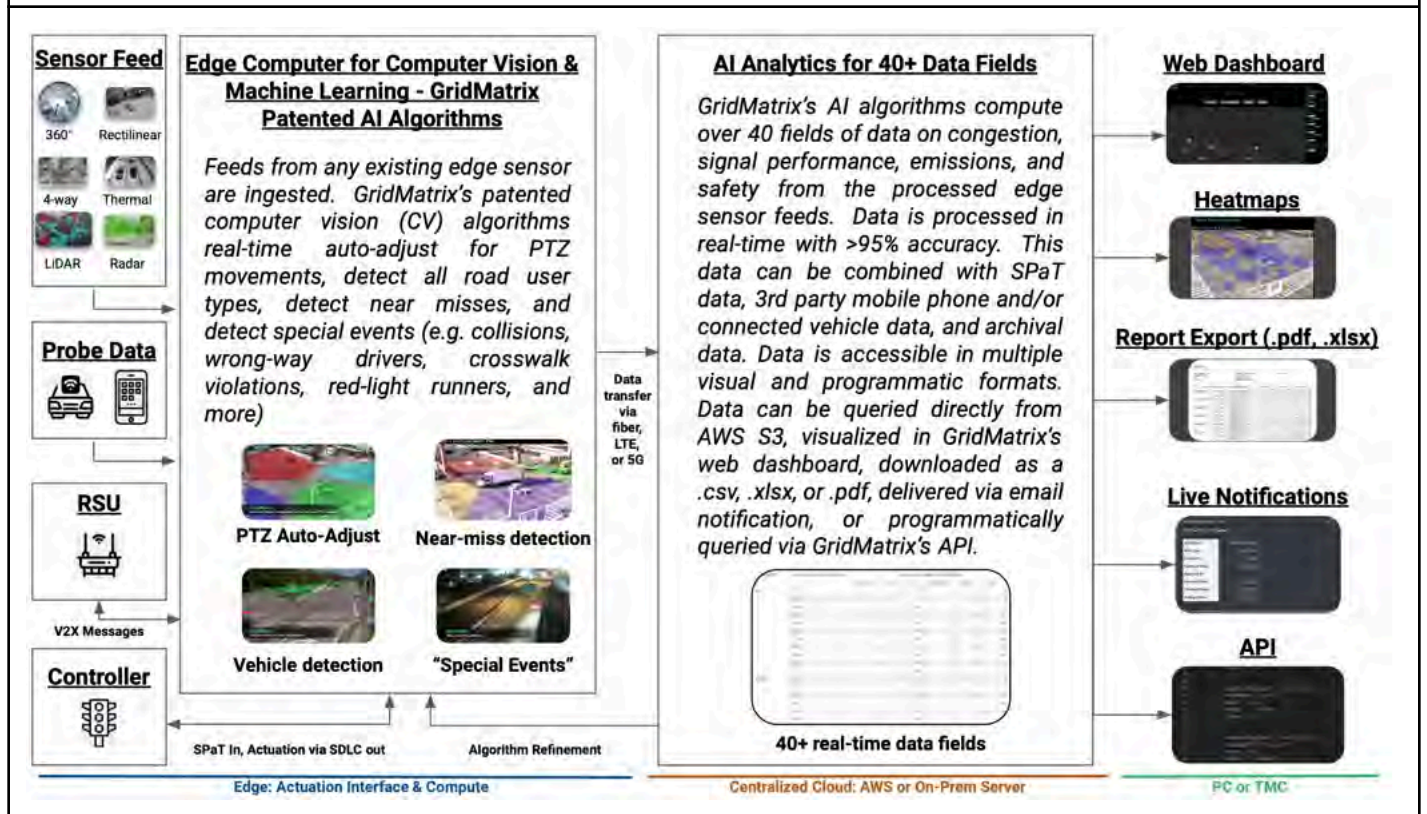 Sensor Feed
360°
Rectilinear
4-way
Thermal
LiDAR
Radar
Probe Data
RSU
V2X Messages
Controller
Edge Computer for Computer Vision &
Machine Learning - GridMatrix
Patented AI Algorithms
Feeds from any existing edge sensor
are ingested. GridMatrix's patented
computer vision (CV) algorithms
real-time auto-adjust for PTZ
movements, detect all road user
types, detect near misses, and
detect special events (e.g. collisions,
wrong-way drivers, crosswalk
violations, red-light runners, and
more)
PTZ Auto-Adjust
Near-miss detection
Vehicle detection
"Special Events"
SPaT In, Actuation via SDLC out
Algorithm Refinement
Data
transfer
via
fiber,
LTE,
or 5G
AI Analytics for 40+ Data Fields
GridMatrix's AI algorithms compute
over 40 fields of data on congestion,
signal performance, emissions, and
safety from the processed edge
sensor feeds. Data is processed in
real-time with >95% accuracy. This
data can be combined with SPaT
data, 3rd party mobile phone and/or
connected vehicle data, and archival
data. Data is accessible in multiple
visual and programmatic formats.
Data can be queried directly from
AWS S3, visualized in GridMatrix's
web dashboard, downloaded as a
.csv, .xlsx, or .pdf, delivered via email
notification, or programmatically
queried via GridMatrix's API.
40+ real-time data fields
Web Dashboard
Heatmaps
Report Export (.pdf, .xlsx)
Live Notifications
API
Edge: Actuation Interface & Compute
Centralized Cloud: AWS or On-Prem Server
PC or TMC